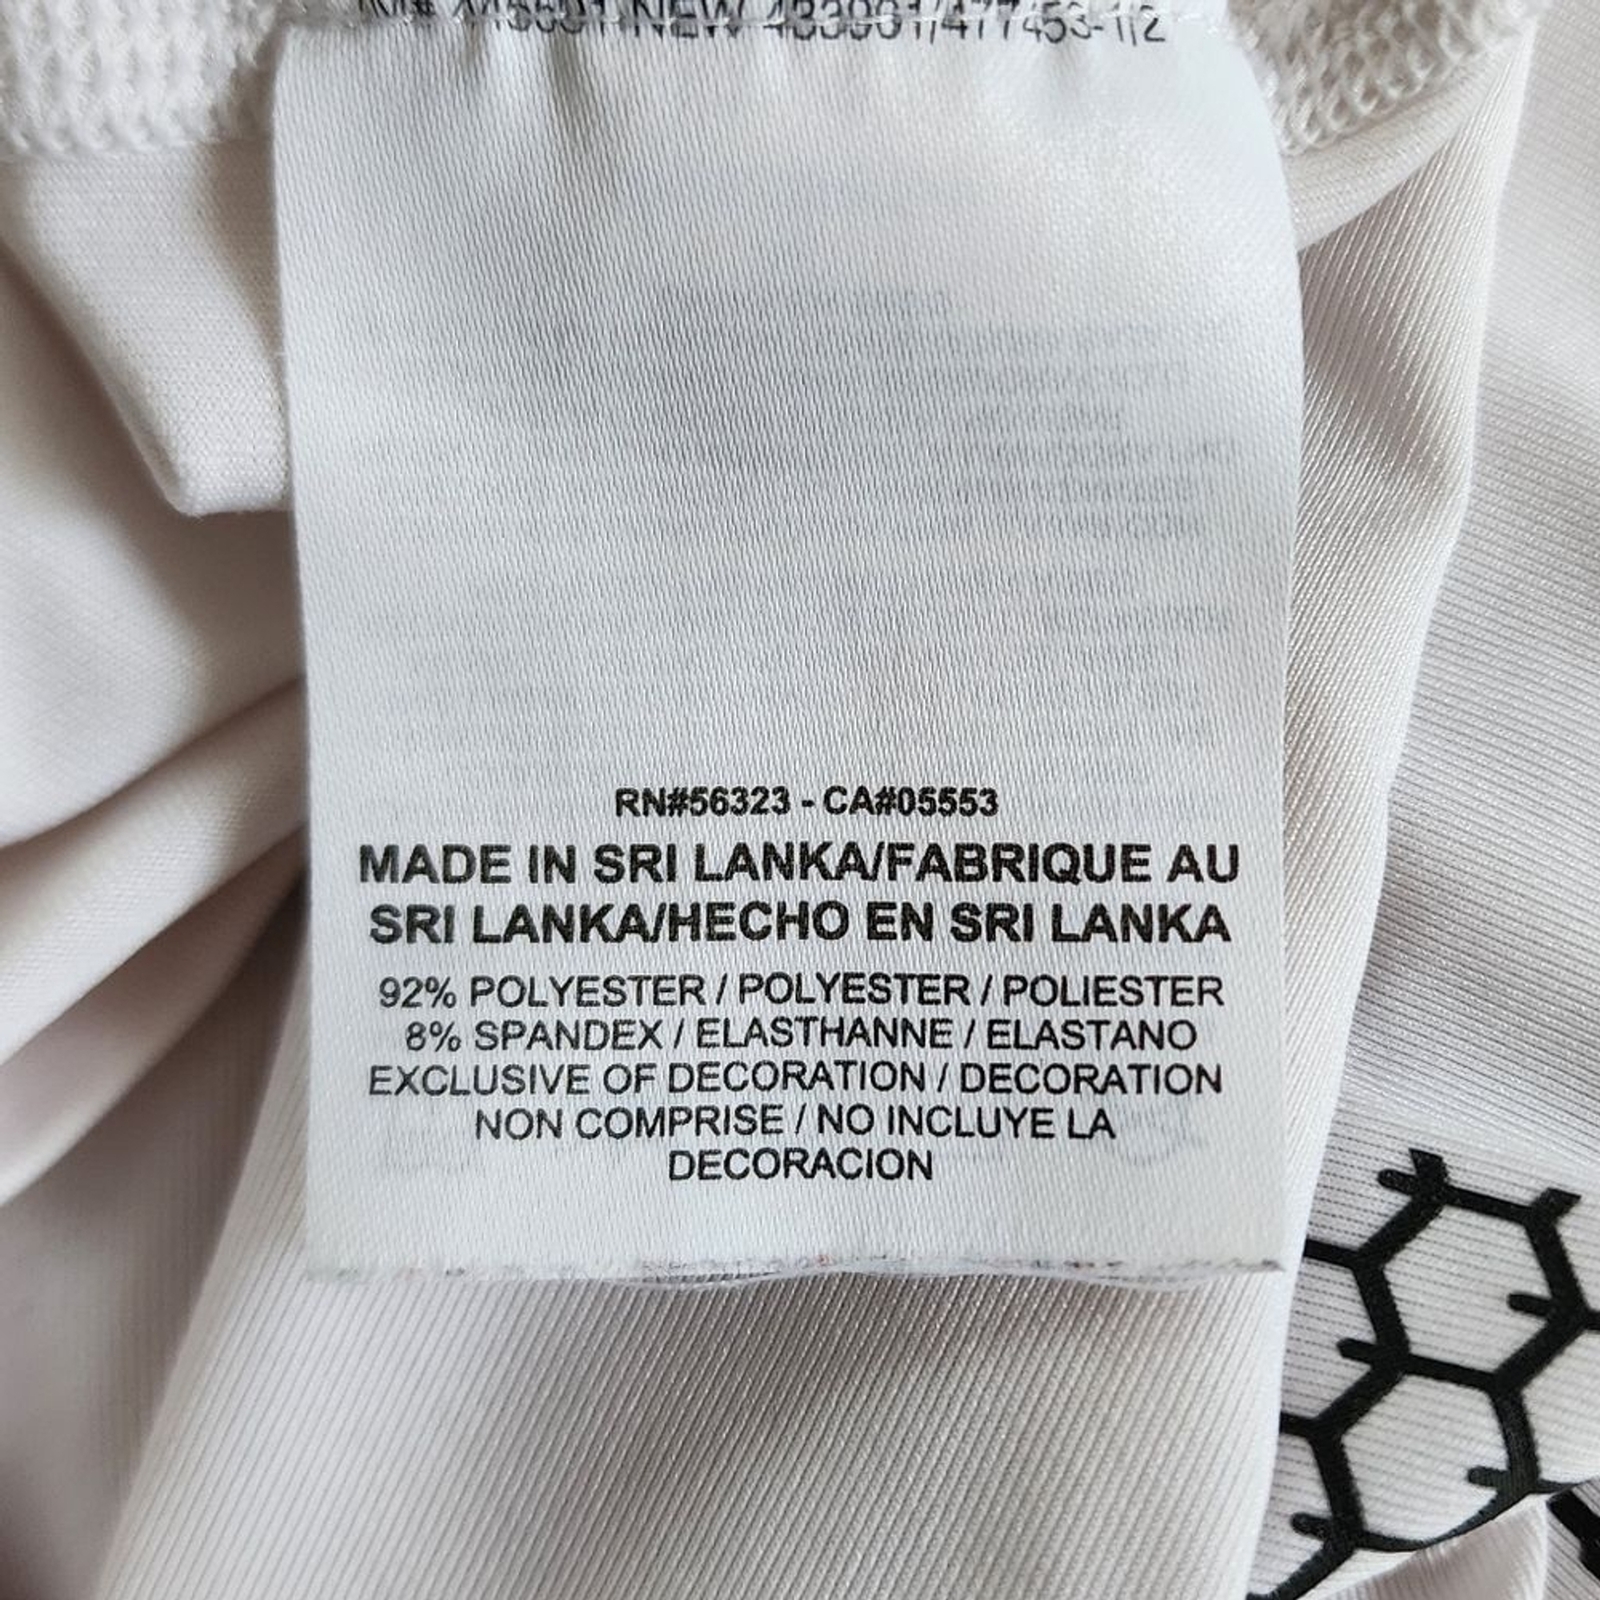 NEW
RN#56323 - CA#05553
MADE IN SRI LANKA/FABRIQUE AU
SRI LANKA/HECHO EN SRI LANKA
92% POLYESTER / POLYESTER / POLIESTER
8% SPANDEX / ELASTHANNE / ELASTANO
EXCLUSIVE OF DECORATION / DECORATION
NON COMPRISE / NO INCLUYE LA
DECORACION